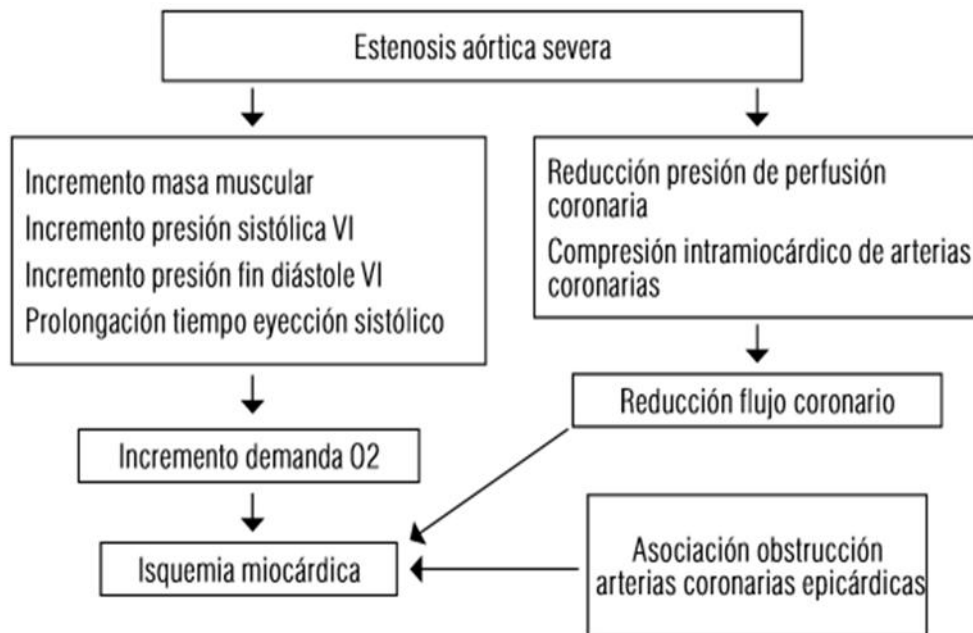 Estenosis aórtica severa
Incremento masa muscular
Incremento presión sistólica VI
Incremento presión fin diástole VI
Prolongación tiempo eyección sistólico
Reducción presión de perfusión
coronaria
Compresión intramiocárdico de arterias
coronarias
Reducción flujo coronario
Incremento demanda O2
Isquemia miocárdica
Asociación obstrucción
arterias coronarias epicárdicas